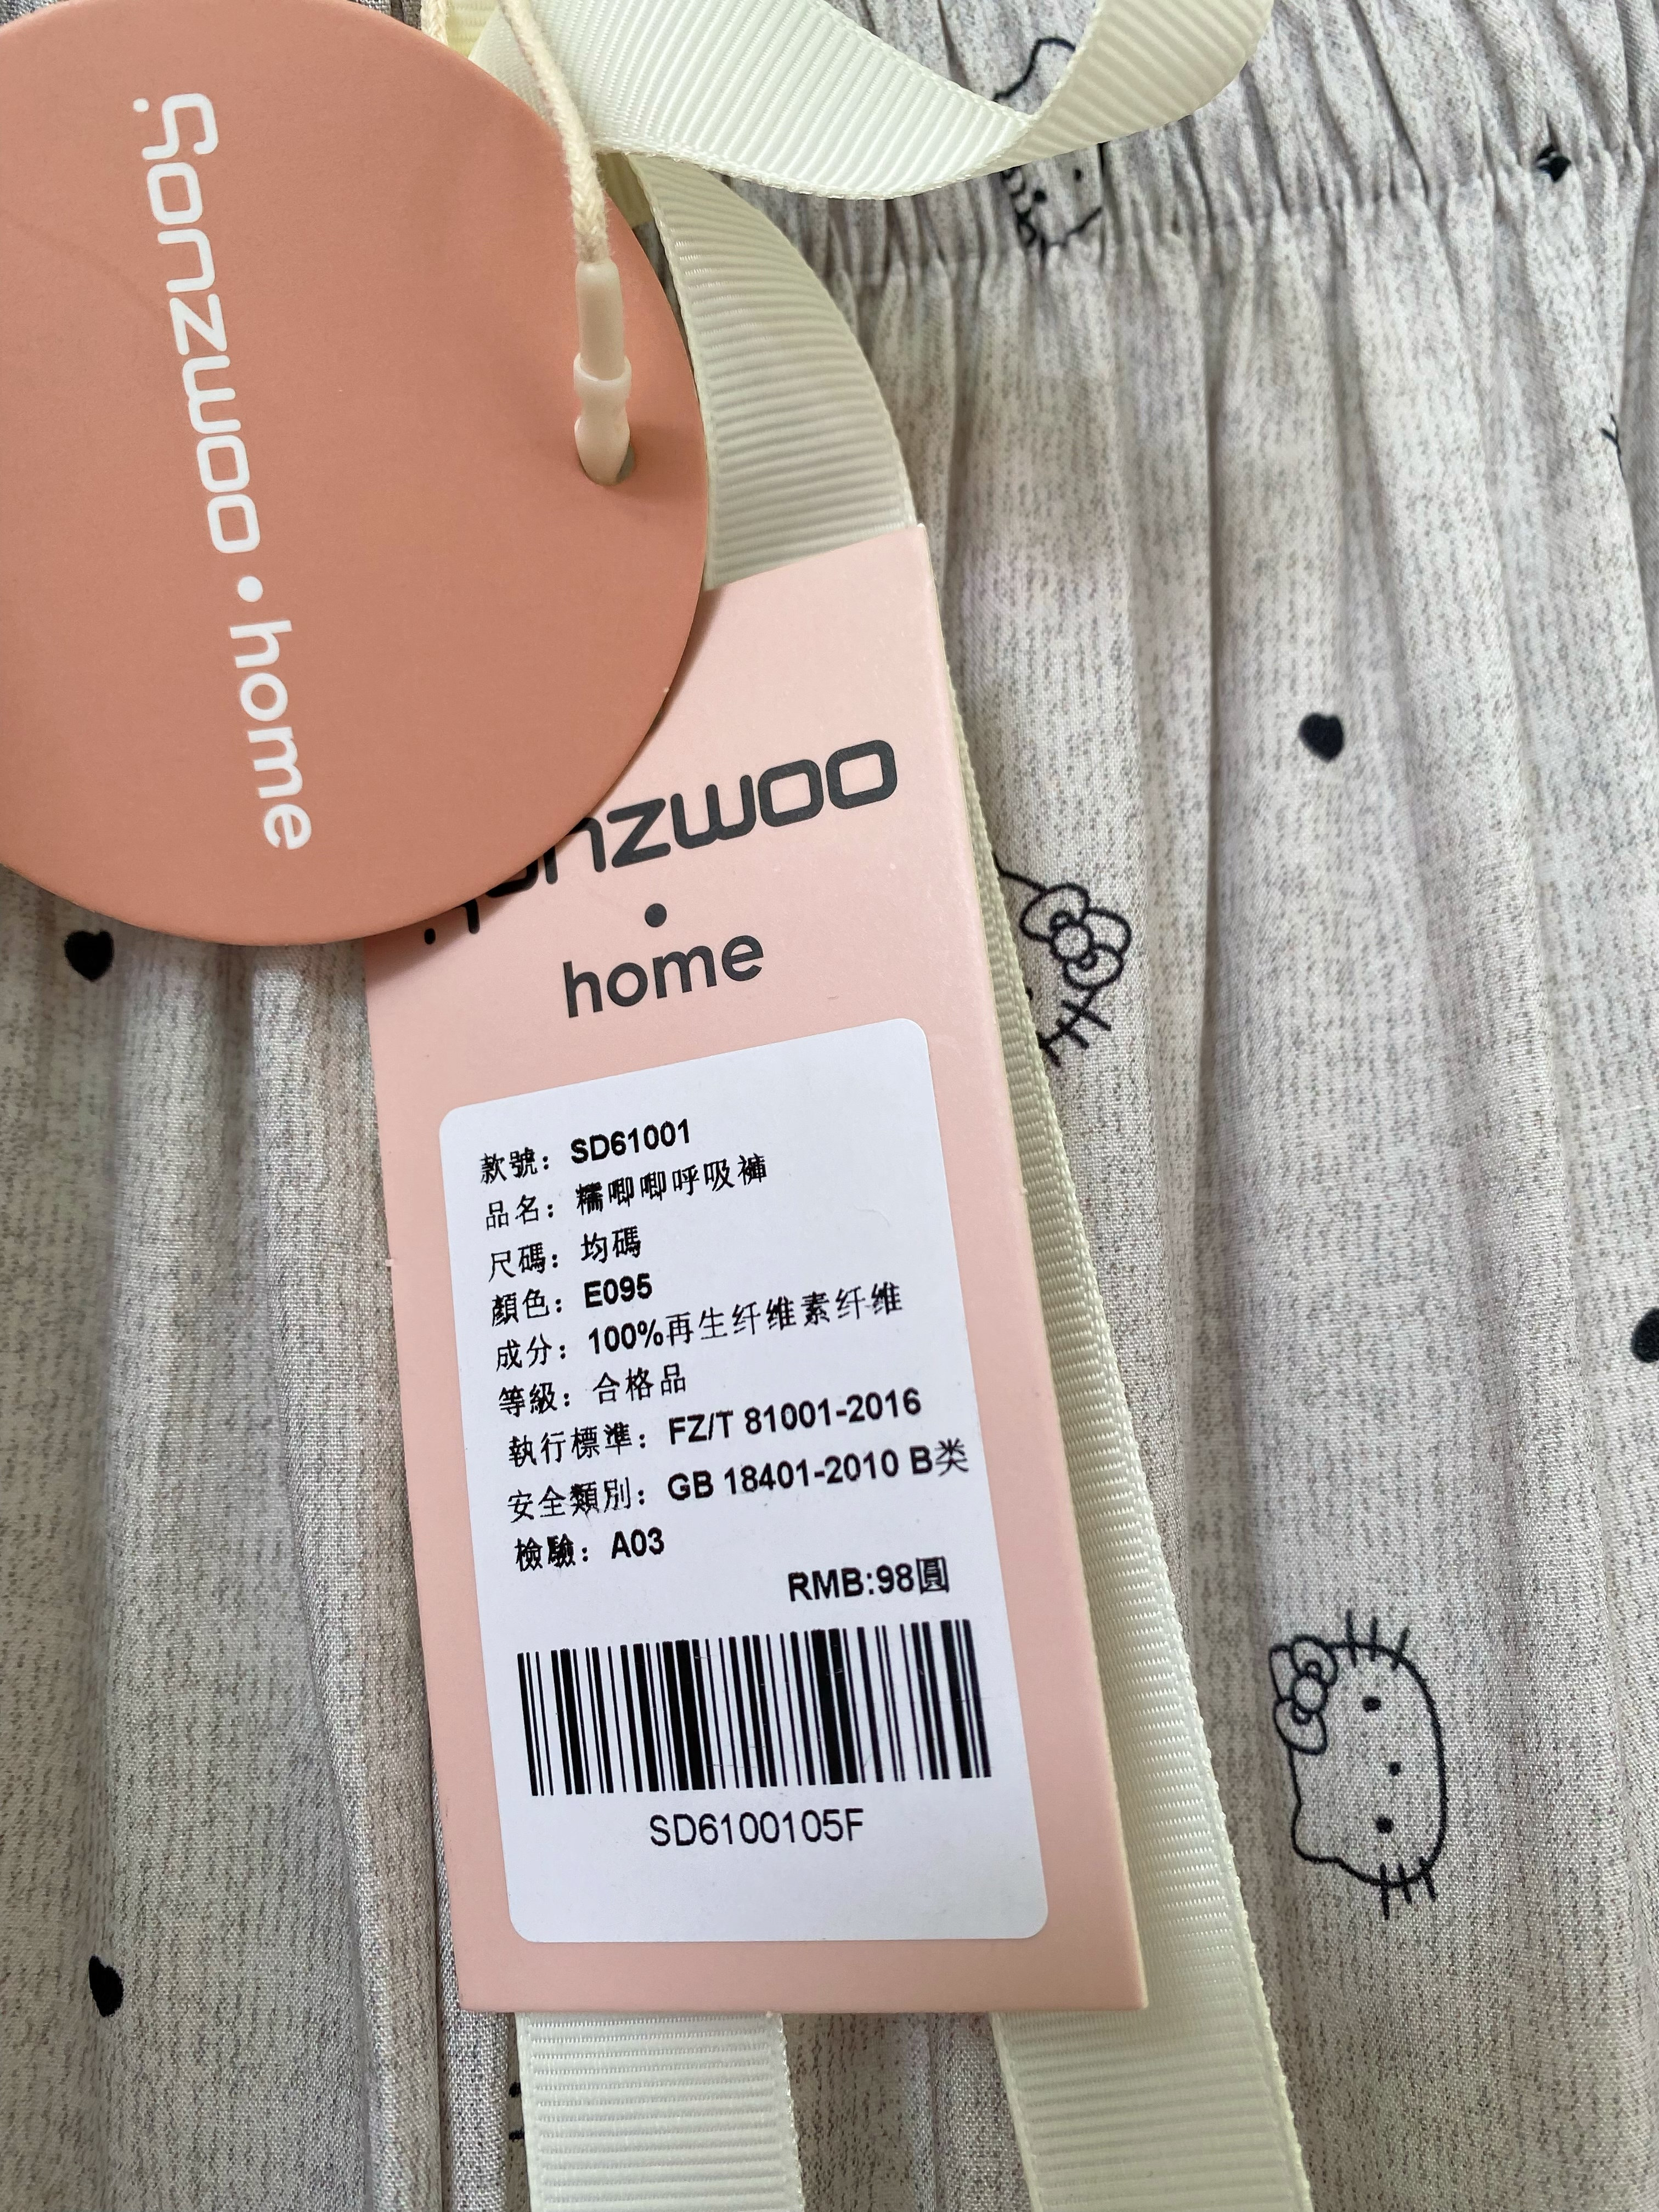 sonzwoo•home
nzwoo
•
home
款號：SD61001
品名：糯唧唧呼吸褲
尺碼：均碼
顏色：E095
成分：100%再生纤维素纤维
等級：合格品
執行標準：FZ/T 81001-2016
安全類別：GB 18401-2010 B类
檢驗：A03
RMB:98圓
SD6100105F